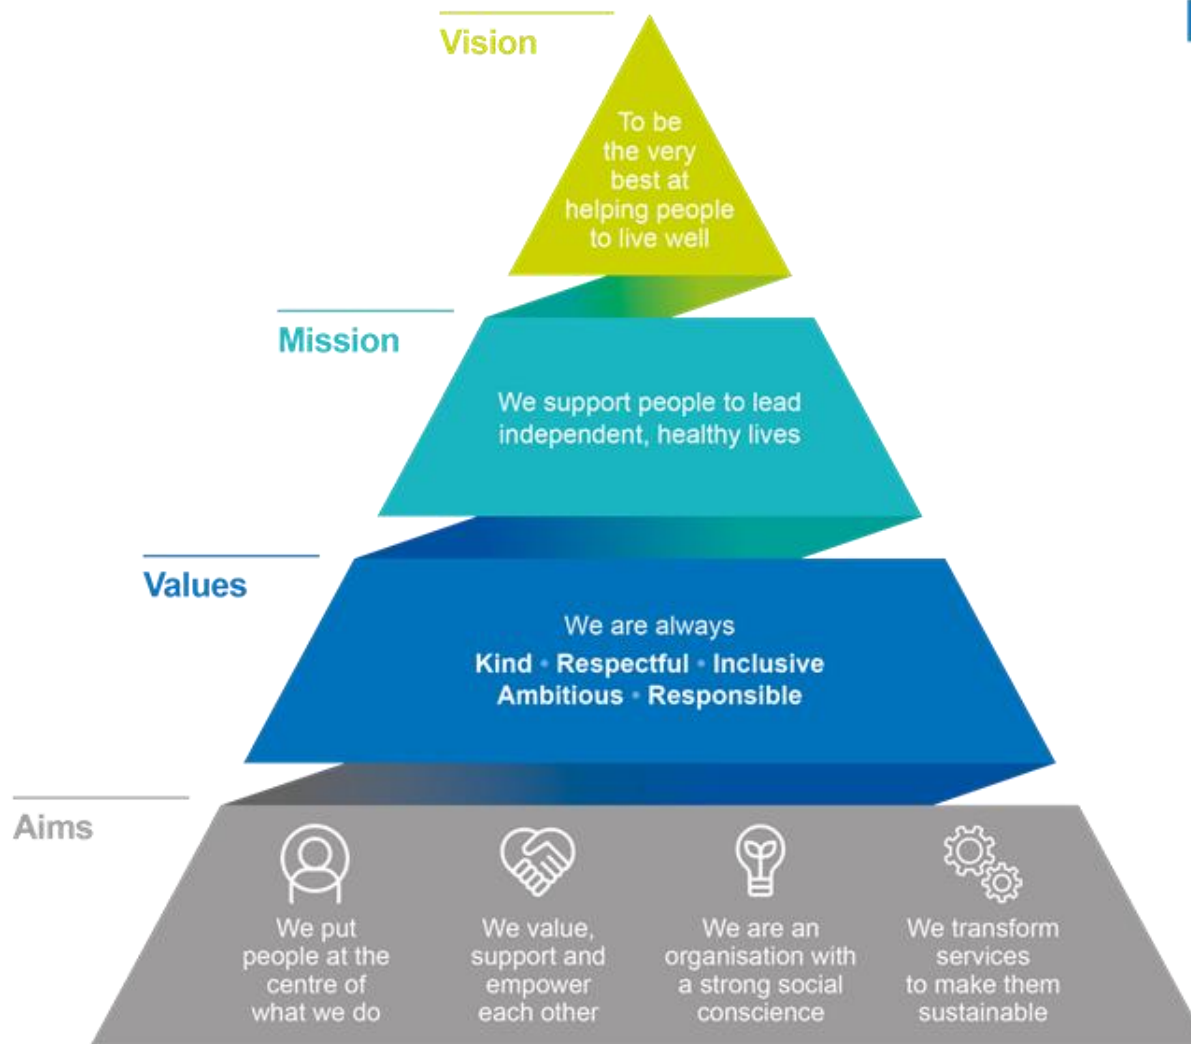 Vision
To be
the very
best at
helping people
to live well
Mission
We support people to lead
independent, healthy lives
Values
We are always
Kind • Respectful • Inclusive
Ambitious • Responsible
Aims
We put
people at the
centre of
what we do
We value,
support and
empower
each other
We are an
organisation with
a strong social
conscience
We transform
services
to make them
sustainable